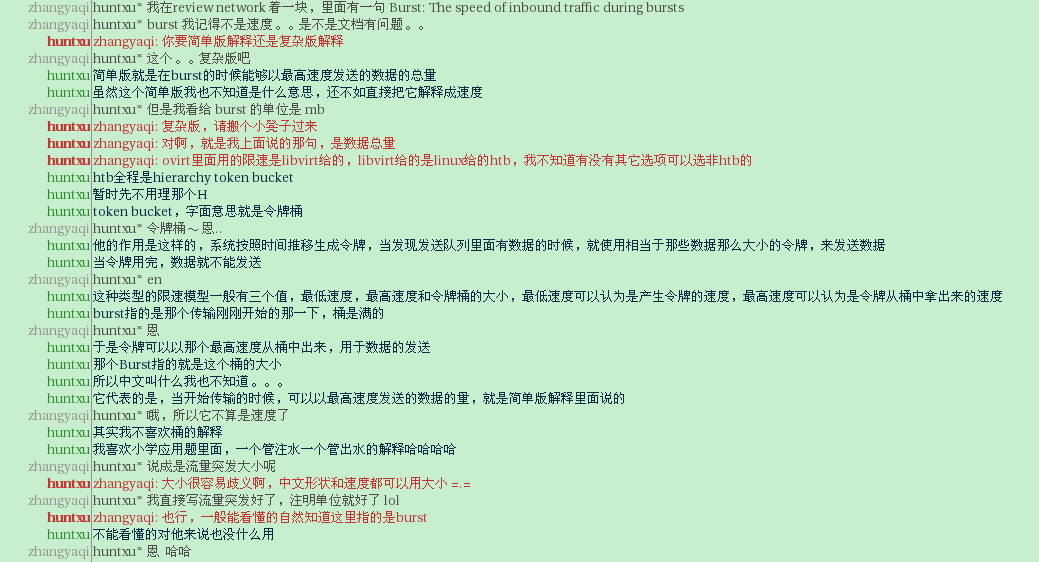 zhangyaqi huntxu* 我在review network 着一块，里面有一句 Burst: The speed of inbound traffic during bursts
zhangyaqi huntxu* burst 我记得不是速度。。是不是文档有问题。。
huntxu zhangyaqi: 你要简单版解释还是复杂版解释
zhangyaqi huntxu* 这个。。复杂版吧
huntxu 简单版就是在burst的时候能够以最高速度发送的数据的总量
huntxu 虽然这个简单版我也不知道是什么意思，还不如直接把它解释成速度
zhangyaqi huntxu* 但是我看给 burst 的单位是 mb
huntxu zhangyaqi: 复杂版，请搬个小凳子过来
huntxu zhangyaqi: 对啊，就是我上面说的那句，是数据总量
huntxu zhangyaqi: ovirt里面用的限速是libvirt给的，libvirt给的是linux给的htb，我不知道有没有其它选项可以选非htb的
huntxu htb全程是hierarchy token bucket
huntxu 暂时先不用理那个H
huntxu token bucket，字面意思就是令牌桶
zhangyaqi huntxu* 令牌桶～恩..
huntxu 他的作用是这样的，系统按照时间推移生成令牌，当发现发送队列里面有数据的时候，就使用相当于那些数据那么大小的令牌，来发送数据
huntxu 当令牌用完，数据就不能发送
zhangyaqi huntxu* en
huntxu 这种类型的限速模型一般有三个值，最低速度，最高速度和令牌桶的大小，最低速度可以认为是产生令牌的速度，最高速度可以认为是令牌从桶中拿出来的速度
huntxu burst指的是那个传输刚刚开始的那一下，桶是满的
zhangyaqi huntxu* 恩
huntxu 于是令牌可以以那个最高速度从桶中出来，用于数据的发送
huntxu 那个Burst指的就是这个桶的大小
huntxu 所以中文叫什么我也不知道。。。
huntxu 它代表的是，当开始传输的时候，可以以最高速度发送的数据的量，就是简单版解释里面说的
zhangyaqi huntxu* 哦，所以它不算是速度了
huntxu 其实我不喜欢桶的解释
huntxu 我喜欢小学应用题里面，一个管注水一个管出水的解释哈哈哈哈
zhangyaqi huntxu* 说成是流量突发大小呢
huntxu zhangyaqi: 大小很容易歧义啊，中文形状和速度都可以用大小 =.=
zhangyaqi huntxu* 我直接写流量突发好了，注明单位就好了 lol
huntxu zhangyaqi: 也行，一般能看懂的自然知道这里指的是burst
huntxu 不能看懂的对他来说也没什么用
zhangyaqi huntxu* 恩 哈哈